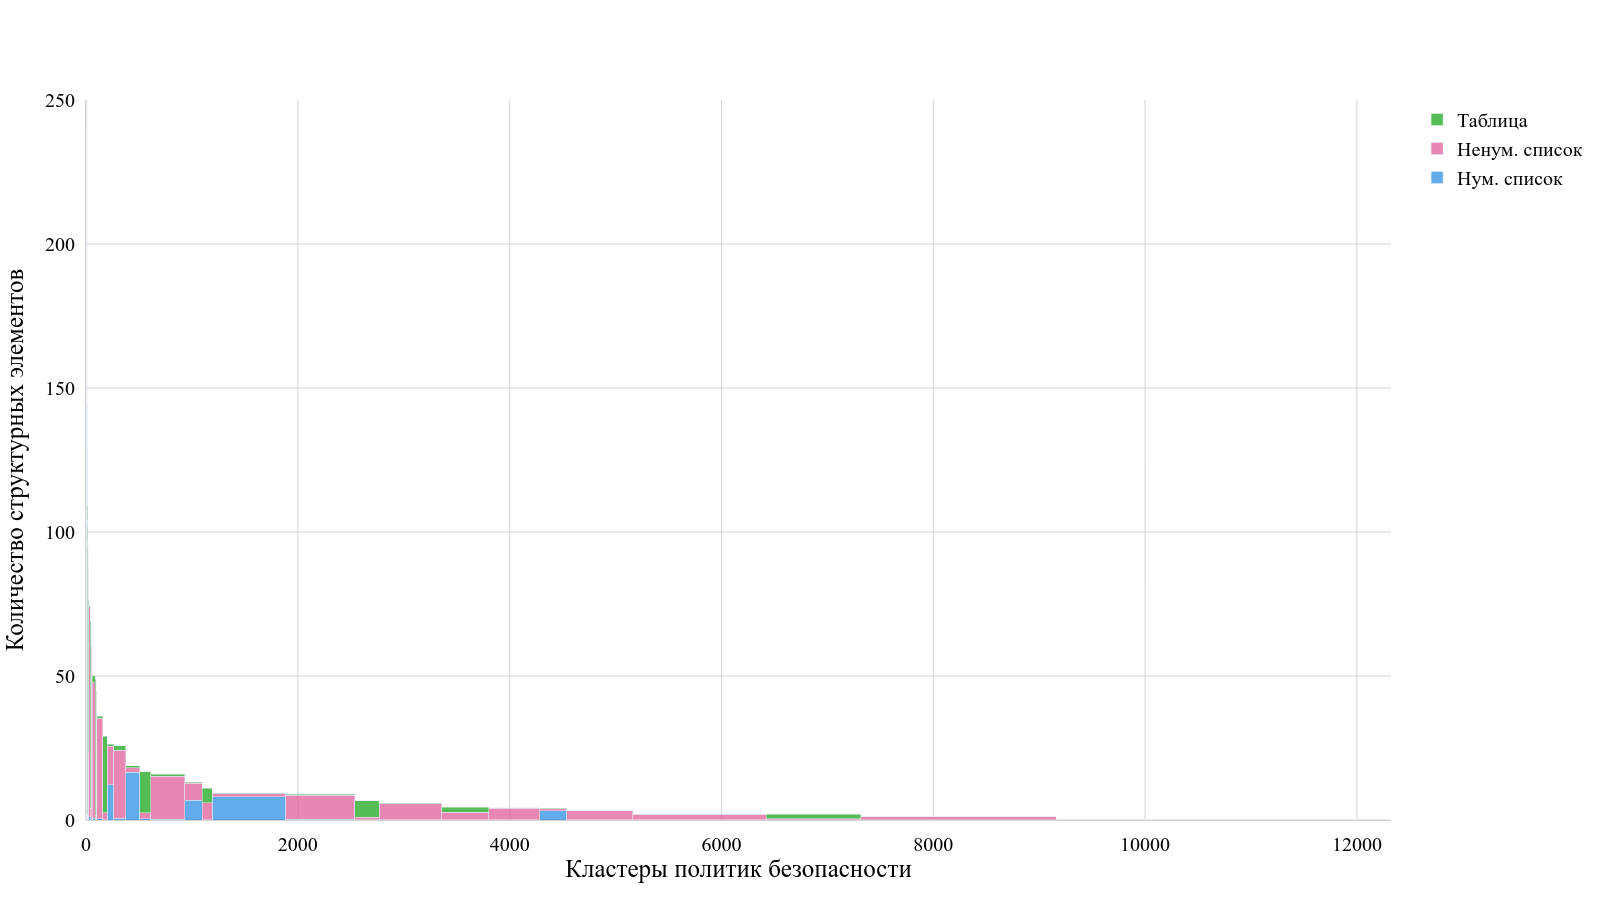 Количество структурных элементов
250
200
150
100
50
0
0 2000 4000 6000 8000 10000 12000
Кластеры политик безопасности
Таблица
Ненум. список
Нум. список